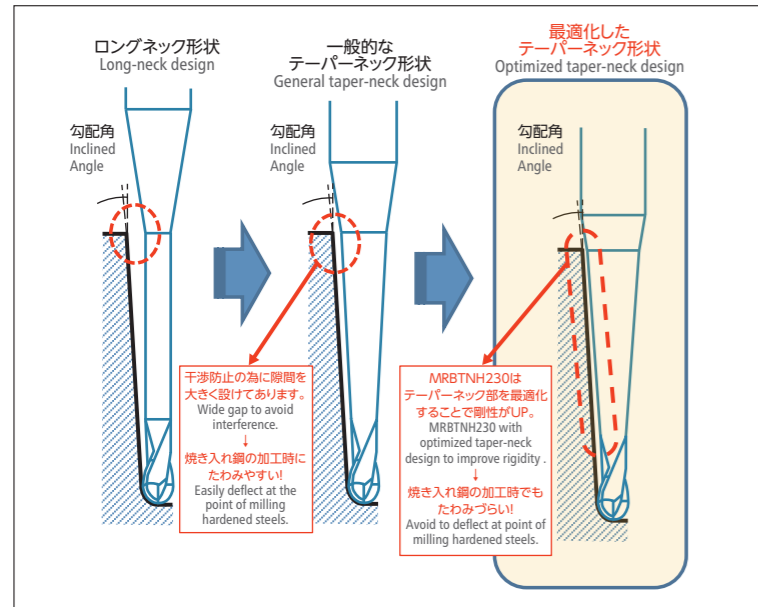 ロングネック形状
Long-neck design
勾配角
Inclined
Angle
一般的な
テーパーネック形状
General taper-neck design
勾配角
Inclined
Angle
干渉防止の為に隙間を
大きく設けてあります。
Wide gap to avoid
interference.
↓
焼き入れ鋼の加工時に
たわみやすい!
Easily deflect at the
point of milling
hardened steels.
最適化した
テーパーネック形状
Optimized taper-neck design
勾配角
Inclined
Angle
MRBTNH230は
テーパーネック部を最適化
することで剛性がUP。
MRBTNH230 with
optimized taper-neck
design to improve rigidity .
↓
焼き入れ鋼の加工時でも
たわみづらい!
Avoid to deflect at point of
milling hardened steels.